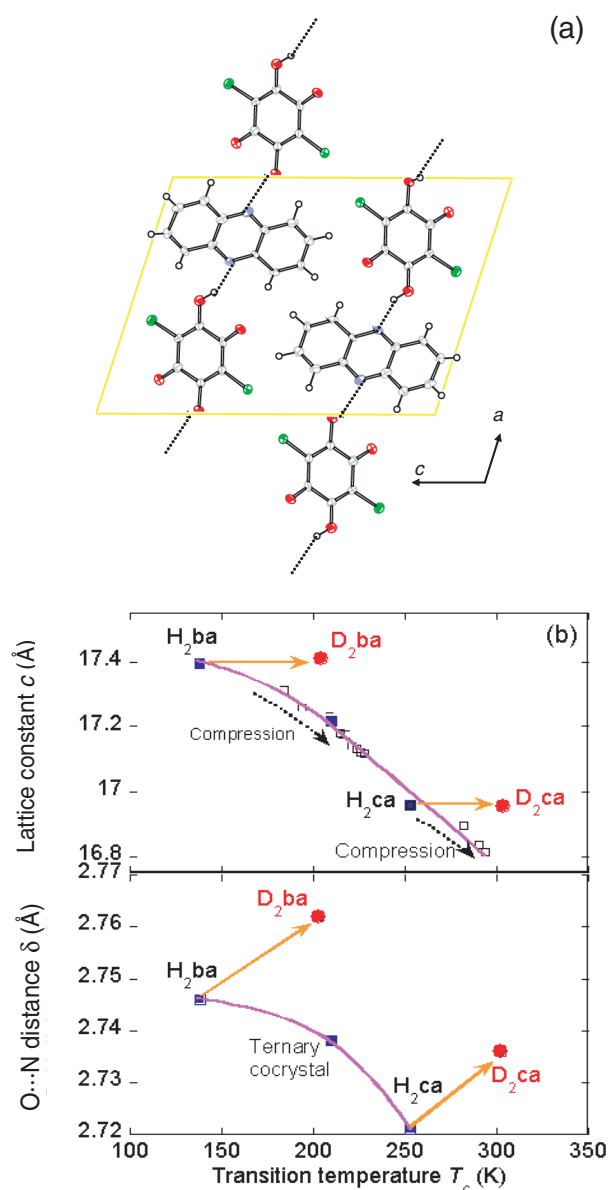 (a)
a
c
(b)
H₂ba
D₂ba
17.4
17.2
17
16.8
Compression
H₂ca
D₂ca
Compression
Lattice constant c (Å)
2.77
2.76
2.75
2.74
2.73
2.72
D₂ba
H₂ba
Ternary
cocrystal
H₂ca
D₂ca
O···N distance δ (Å)
100 150 200 250 300 350
Transition temperature T_c (K)